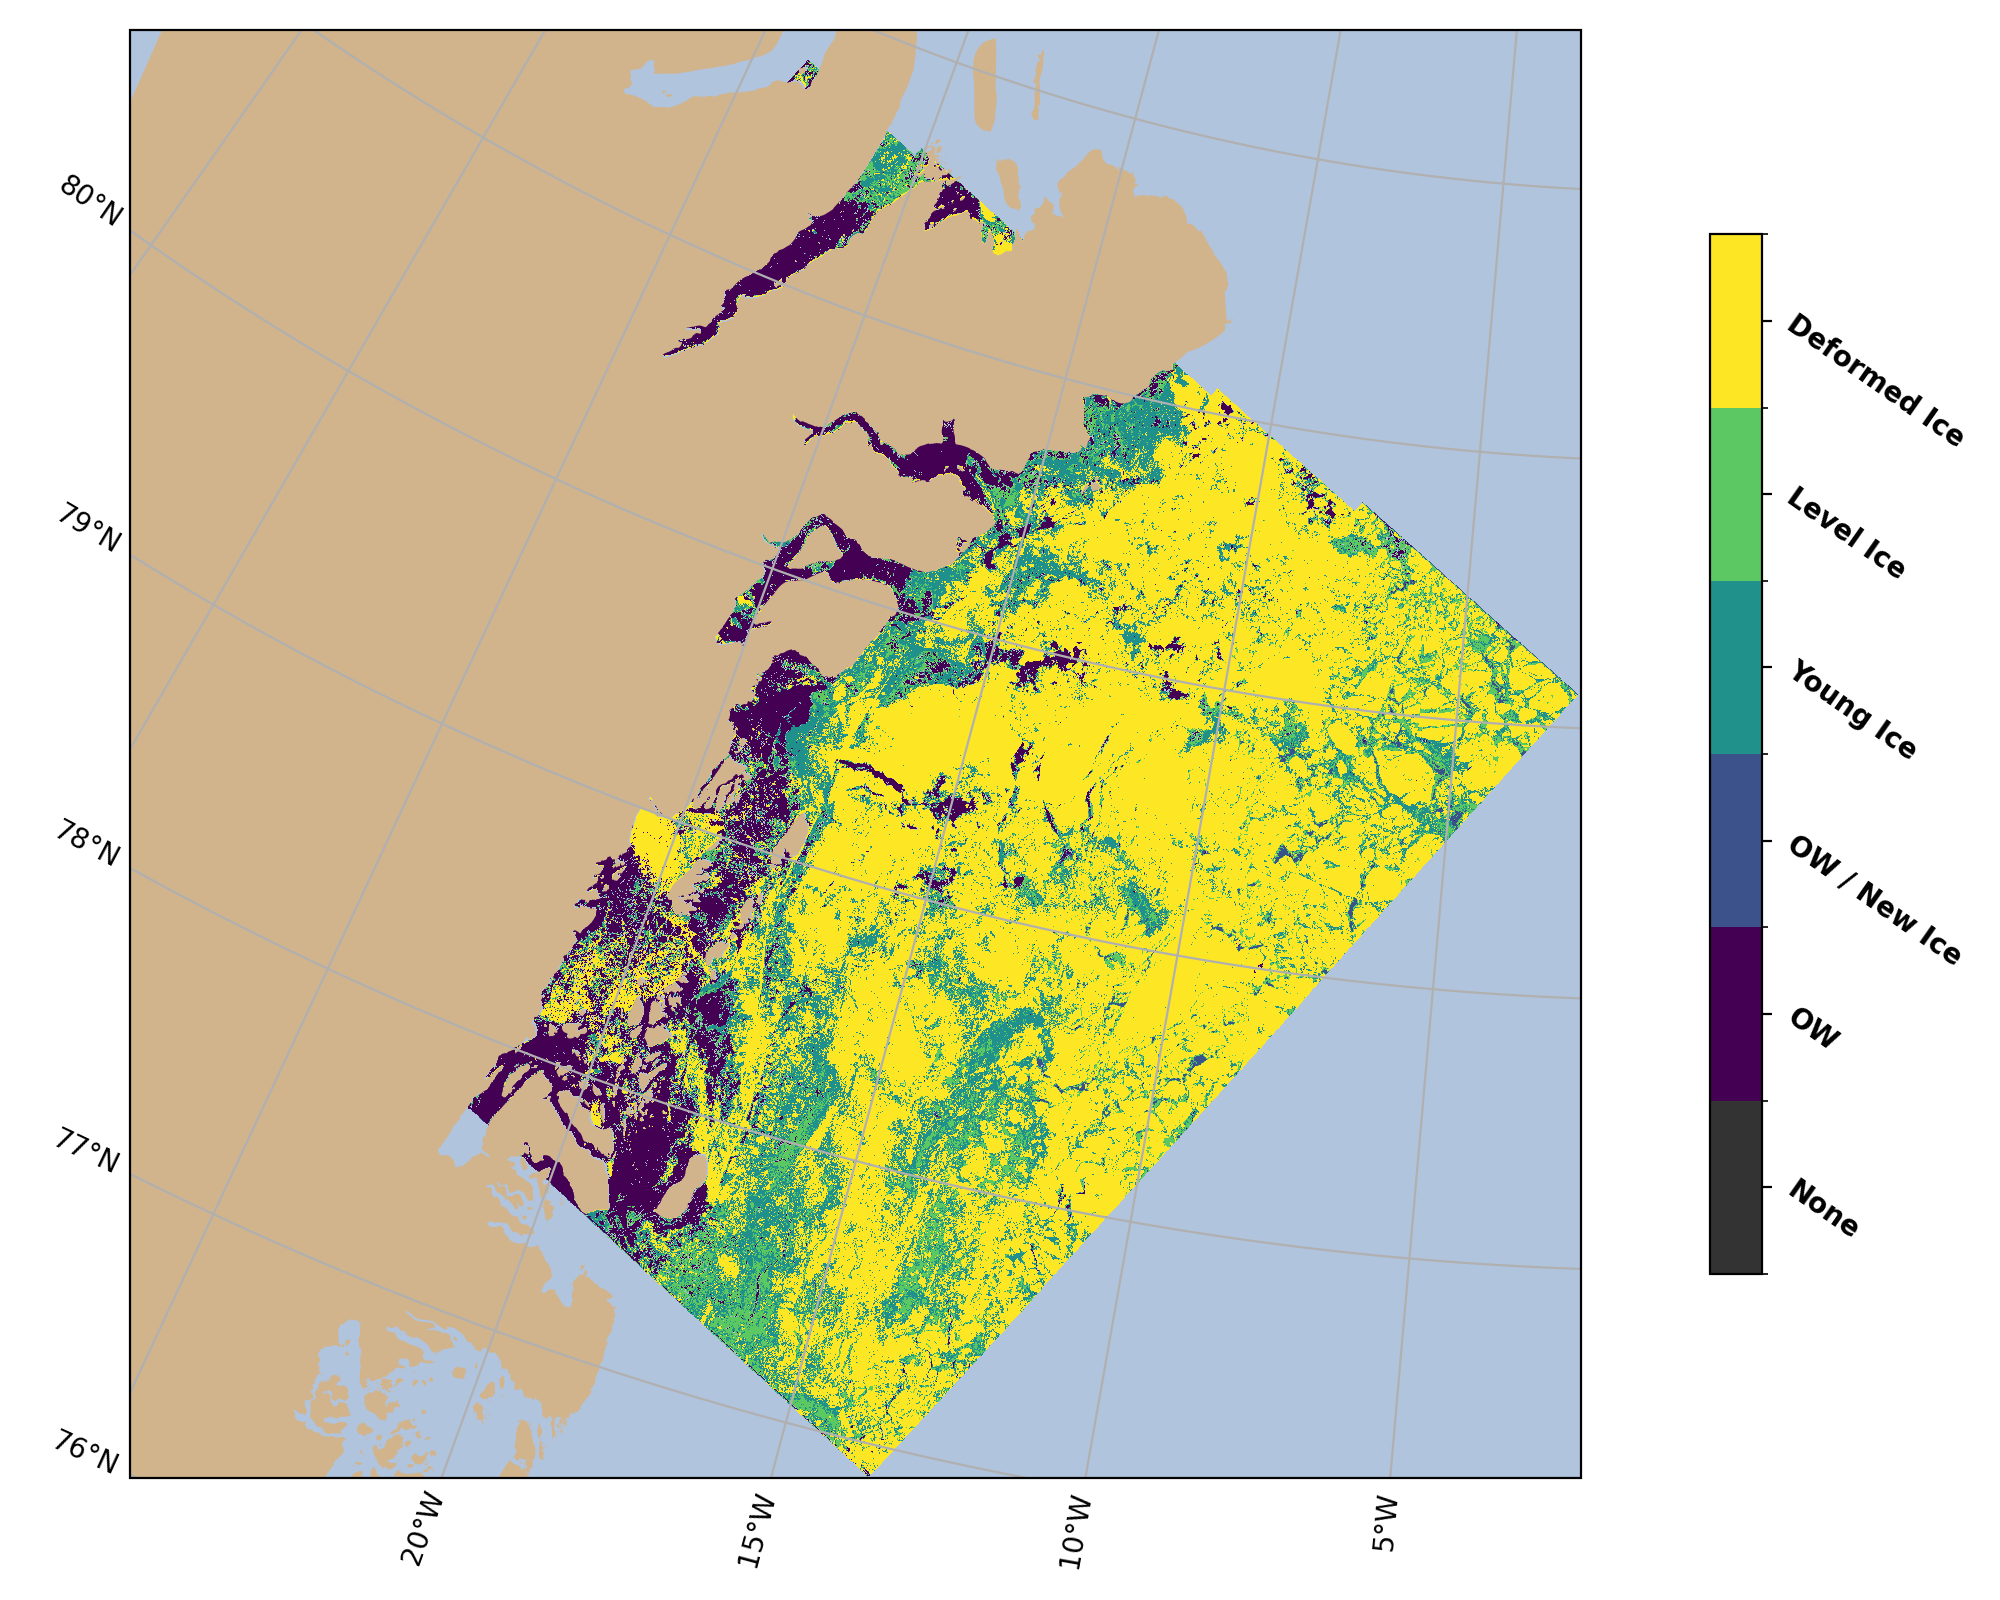 80°N
79°N
78°N
77°N
76°N
20°W
15°W
10°W
5°W
Deformed Ice
Level Ice
Young Ice
OW / New Ice
OW
None